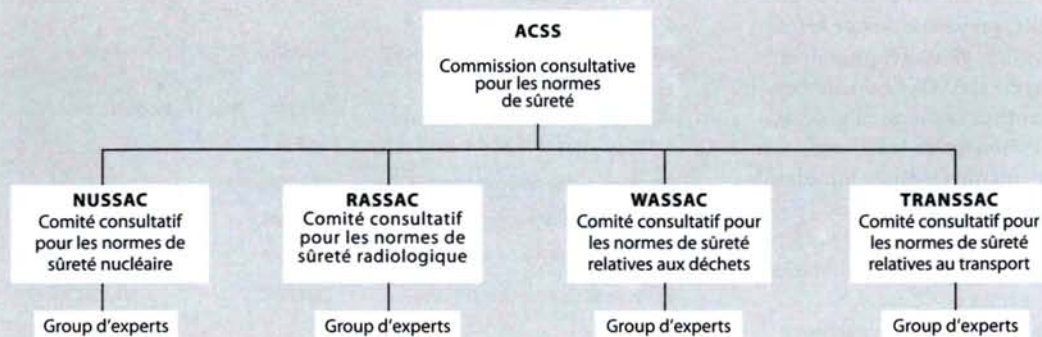 ACSS
Commission consultative
pour les normes
de sûreté
NUSSAC
Comité consultatif
pour les normes de
sûreté nucléaire
RASSAC
Comité consultatif
pour les normes de
sûreté radiologique
WASSAC
Comité consultatif pour
les normes de sûreté
relatives aux déchets
TRANSSAC
Comité consultatif pour
les normes de sûreté
relatives au transport
Group d'experts
Group d'experts
Group d'experts
Group d'experts